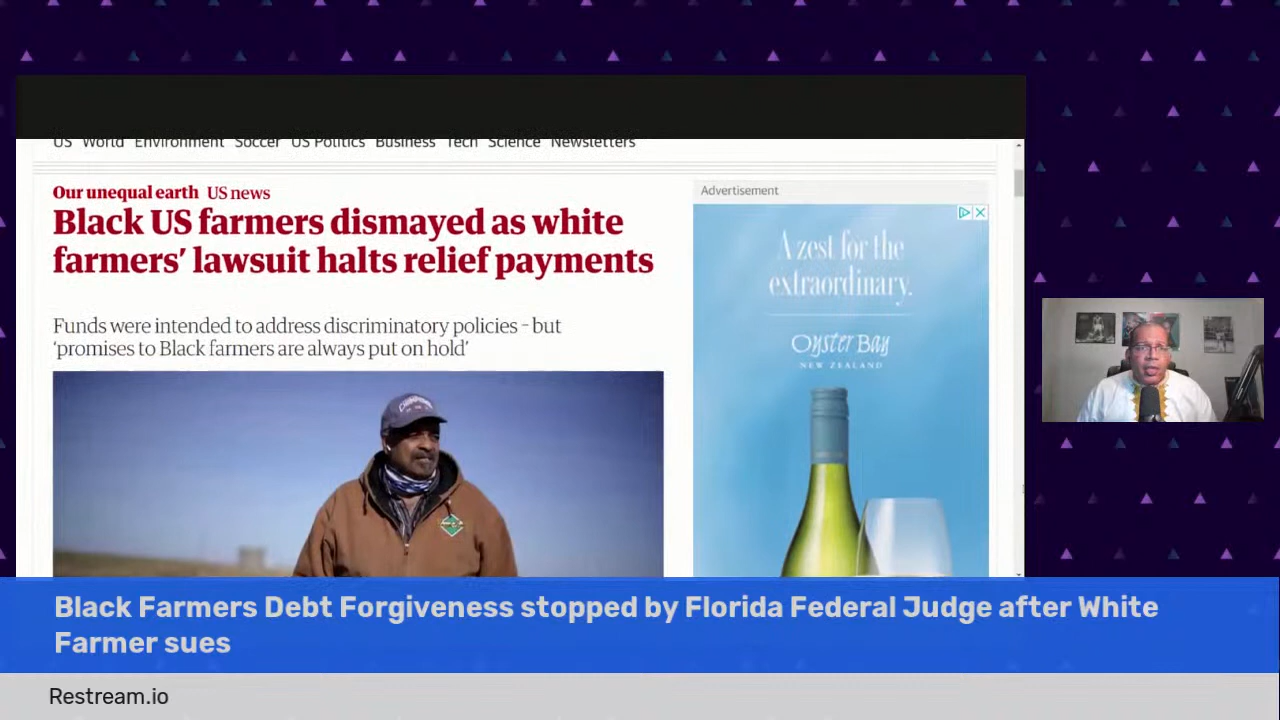 US World Environment Soccer US Politics Business Tech Science Newsletters
Our unequal earth US news
Black US farmers dismayed as white
farmers’ lawsuit halts relief payments
Funds were intended to address discriminatory policies – but
‘promises to Black farmers are always put on hold’
Advertisement
A zest for the
extraordinary.
Oyster Bay
NEW ZEALAND
Black Farmers Debt Forgiveness stopped by Florida Federal Judge after White
Farmer sues
Restream.io